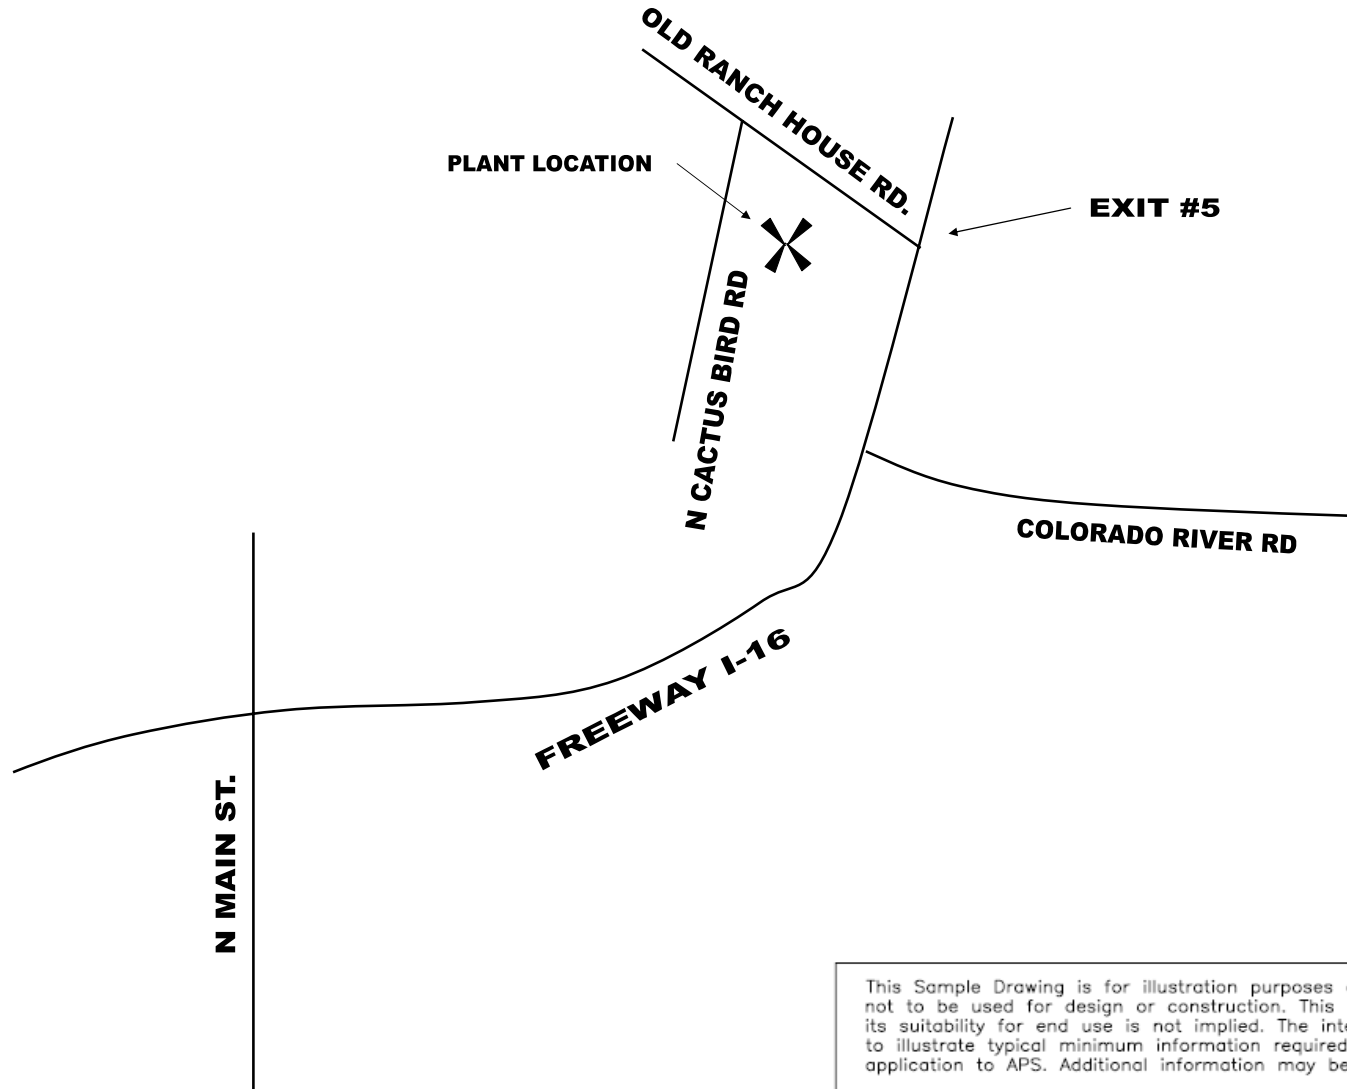 OLD RANCH HOUSE RD.
PLANT LOCATION
EXIT #5
N CACTUS BIRD RD
COLORADO RIVER RD
FREEWAY I-16
N MAIN ST.
This Sample Drawing is for illustration purposes
not to be used for design or construction. This
its suitability for end use is not implied. The
to illustrate typical minimum information required
application to APS. Additional information may be